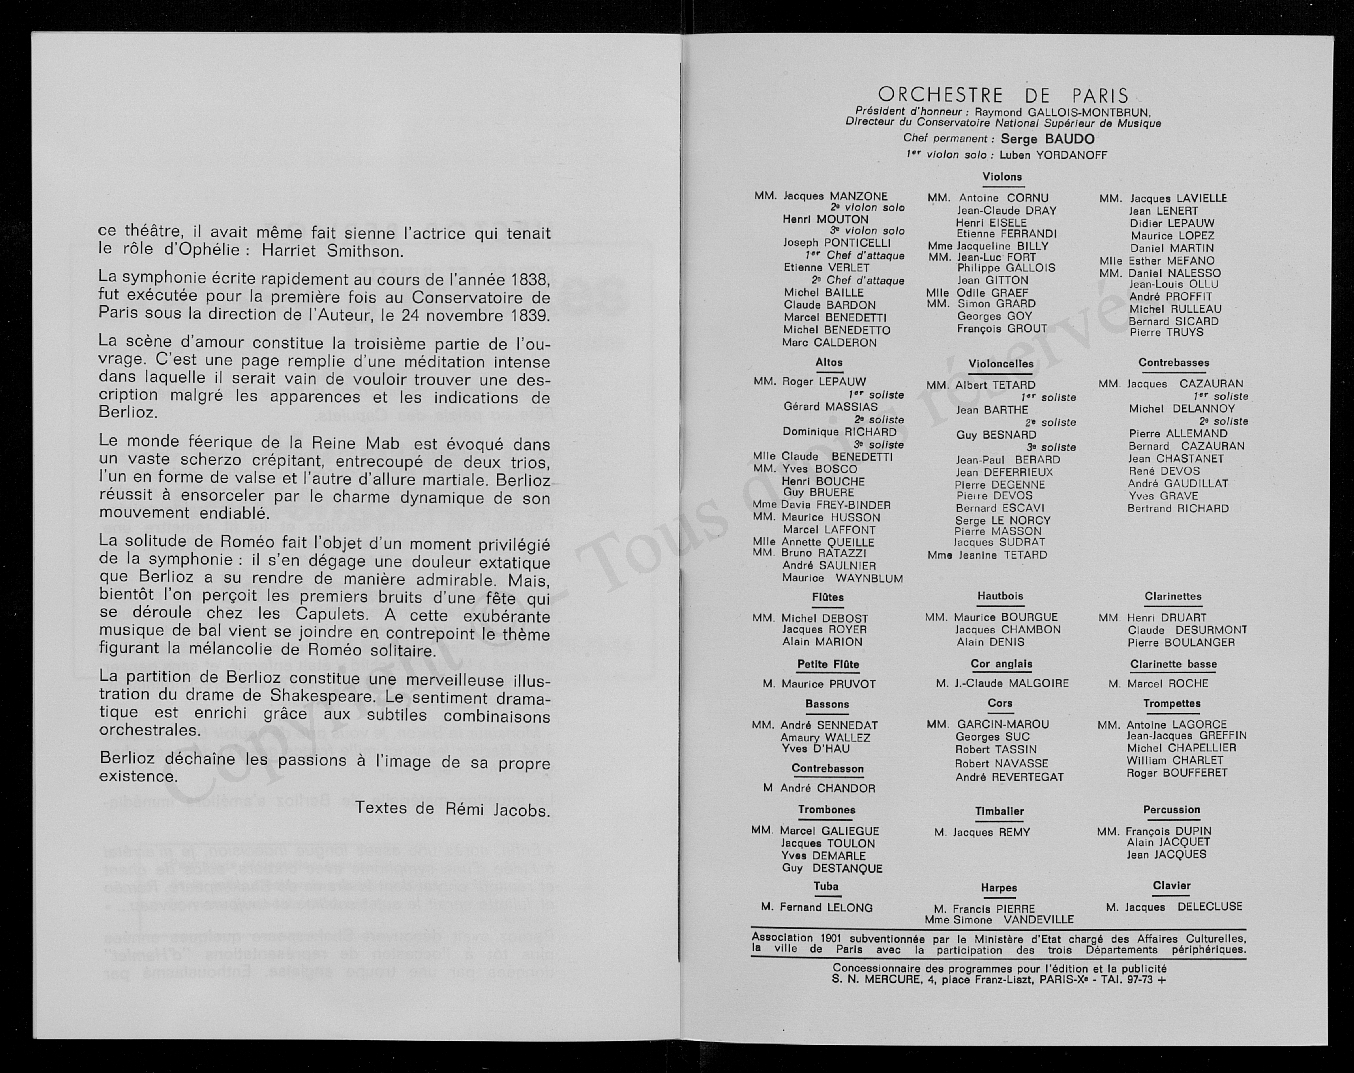 ce théâtre, il avait même fait sienne l'actrice qui tenait
le rôle d'Ophélie : Harriet Smithson.
La symphonie écrite rapidement au cours de l'année 1838,
fut exécutée pour la première fois au Conservatoire de
Paris sous la direction de l'Auteur, le 24 novembre 1839.
La scène d'amour constitue la troisième partie de l'ou-
vrage. C'est une page remplie d'une méditation intense
dans laquelle il serait vain de vouloir trouver une des-
cription malgré les apparences et les indications de
Berlioz.
Le monde féerique de la Reine Mab est évoqué dans
un vaste scherzo crépitant, entrecoupé de deux trios,
l'un en forme de valse et l'autre d'allure martiale. Berlioz
réussit à ensorceler par le charme dynamique de son
mouvement endiablé.
La solitude de Roméo fait l'objet d'un moment privilégié
de la symphonie : il s'en dégage une douleur extatique
que Berlioz a su rendre de manière admirable. Mais,
bientôt l'on perçoit les premiers bruits d'une fête qui
se déroule chez les Capulets. A cette exubérante
musique de bal vient se joindre en contrepoint le thème
figurant la mélancolie de Roméo solitaire.
La partition de Berlioz constitue une merveilleuse illus-
tration du drame de Shakespeare. Le sentiment drama-
tique est enrichi grâce aux subtiles combinaisons
orchestrales.
Berlioz déchaîne les passions à l'image de sa propre
existence.
Textes de Rémi Jacobs.
ORCHESTRE DE PARIS
Président d'honneur : Raymond GALLOIS-MONTBRUN,
Directeur du Conservatoire National Supérieur de Musique
Chef permanent : Serge BAUDO
1er violon solo : Luben YORDANOFF
Violons
MM. Jacques MANZONE
2e violon solo
Henri MOUTON
3e violon solo
Joseph PONTICELLI
1er Chef d'attaque
Etienne VERLET
2e Chef d'attaque
Michel BAILLE
Claude BARDON
Marcel BENEDETTI
Michel BENEDETTO
Marc CALDERON
MM. Antoine CORNU
Jean-Claude DRAY
Henri EISELE
Etienne FERRANDI
Mme Jacqueline BILLY
MM. Jean-Luc FORT
Philippe GALLOIS
Jean GITTON
Mlle Odile GRAEF
MM. Simon GRARD
Georges GOY
François GROUT
MM. Jacques LAVIELLE
Jean LENERT
Didier LEPAUW
Maurice LOPEZ
Daniel MARTIN
Mlle Esther MEFANO
MM. Daniel NALESSO
Jean-Louis OLLU
André PROFFIT
Michel RULLEAU
Bernard SICARD
Pierre TRUYS
Altos
MM. Roger LEPAUW
1er soliste
Gérard MASSIAS
2e soliste
Dominique RICHARD
3e soliste
Mlle Claude BENEDETTI
MM. Yves BOSCO
Henri BOUCHE
Guy BRUERE
Mme Davia FREY-BINDER
MM. Maurice HUSSON
Marcel LAFFONT
Mlle Annette QUEILLE
MM. Bruno RATAZZI
André SAULNIER
Maurice WAYNBLUM
Violoncelles
MM. Albert TETARD
1er soliste
Jean BARTHE
2e soliste
Guy BESNARD
3e soliste
Jean-Paul BERARD
Jean DEFERRIEUX
Pierre DEGENNE
Pierre DEVOS
Bernard ESCAVI
Serge LE NORCY
Pierre MASSON
Jacques SUDRAT
Mme Jeanine TETARD
Contrebasses
MM. Jacques CAZAURAN
1er soliste
Michel DELANNOY
2e soliste
Pierre ALLEMAND
Bernard CAZAURAN
Jean CHASTANET
René DEVOS
André GAUDILLAT
Yves GRAVE
Bertrand RICHARD
Flûtes
MM. Michel DEBOST
Jacques ROYER
Alain MARION
Hautbois
MM. Maurice BOURGUE
Jacques CHAMBON
Alain DENIS
Clarinettes
MM. Henri DRUART
Claude DESURMONT
Pierre BOULANGER
Petite Flûte
M. Maurice PRUVOT
Cor anglais
M. J.-Claude MALGOIRE
Clarinette basse
M. Marcel ROCHE
Bassons
MM. André SENNEDAT
Amaury WALLEZ
Yves D'HAU
Contrebasson
M André CHANDOR
Cors
MM. GARCIN-MAROU
Georges SUC
Robert TASSIN
Robert NAVASSE
André REVERTEGAT
Trompettes
MM. Antoine LAGORCE
Jean-Jacques GREFFIN
Michel CHAPELLIER
William CHARLET
Roger BOUFFERET
Trombones
MM. Marcel GALIEGUE
Jacques TOULON
Yves DEMARLE
Guy DESTANQUE
Timbalier
M. Jacques REMY
Percussion
MM. François DUPIN
Alain JACQUET
Jean JACQUES
Tuba
M. Fernand LELONG
Harpes
M. Francis PIERRE
Mme Simone VANDEVILLE
Clavier
M. Jacques DELECLUSE
Association 1901 subventionnée par le Ministère d'Etat chargé des Affaires Culturelles,
la ville de Paris avec la participation des trois Départements périphériques.
Concessionnaire des programmes pour l'édition et la publicité
S. N. MERCURE, 4, place Franz-Liszt, PARIS-Xe - TAI. 97-73 +
Copyright © - Tous droits réservés